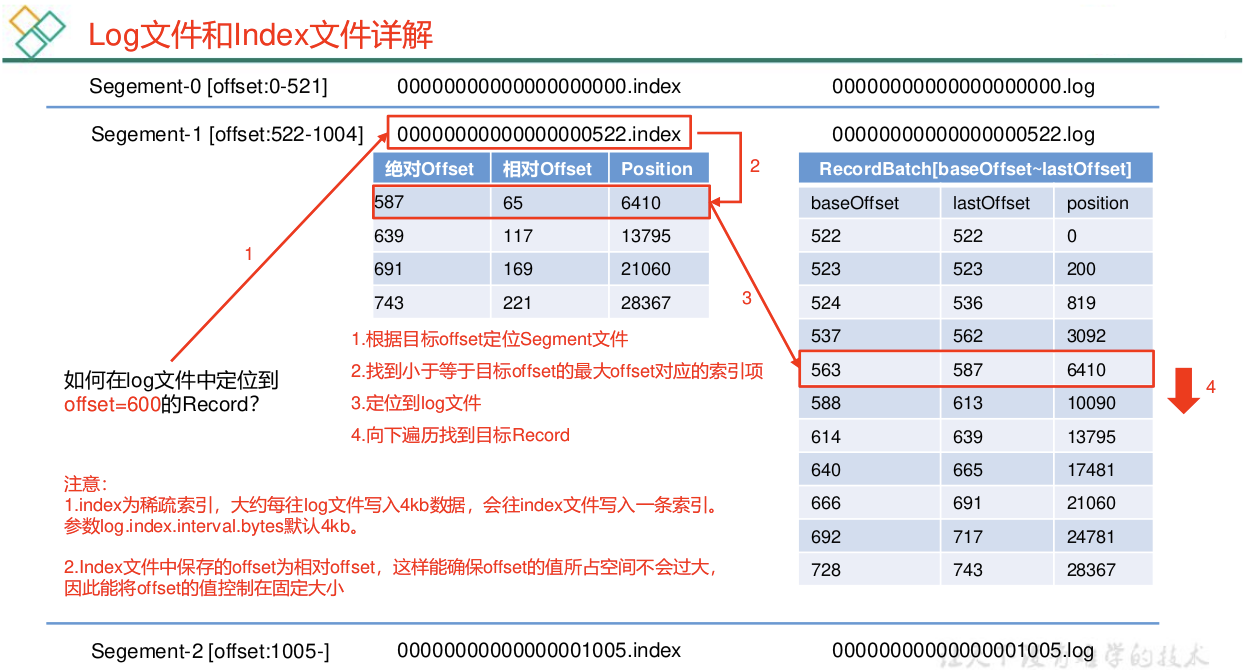 Log文件和Index文件详解
Segement-0 [offset:0-521] 00000000000000000000.index 00000000000000000000.log
Segement-1 [offset:522-1004] 00000000000000000522.index 00000000000000000522.log
绝对Offset 相对Offset Position
587 65 6410
639 117 13795
691 169 21060
743 221 28367
2
1
3
RecordBatch[baseOffset~lastOffset]
baseOffset lastOffset position
522 522 0
523 523 200
524 536 819
537 562 3092
563 587 6410
588 613 10090
614 639 13795
640 665 17481
666 691 21060
692 717 24781
728 743 28367
4
如何在log文件中定位到
offset=600的Record?
1.根据目标offset定位Segment文件
2.找到小于等于目标offset的最大offset对应的索引项
3.定位到log文件
4.向下遍历找到目标Record
注意:
1.index为稀疏索引，大约每往log文件写入4kb数据，会往index文件写入一条索引。
参数log.index.interval.bytes默认4kb。
2.Index文件中保存的offset为相对offset，这样能确保offset的值所占空间不会过大，
因此能将offset的值控制在固定大小
Segement-2 [offset:1005-] 00000000000000001005.index 00000000000000001005.log